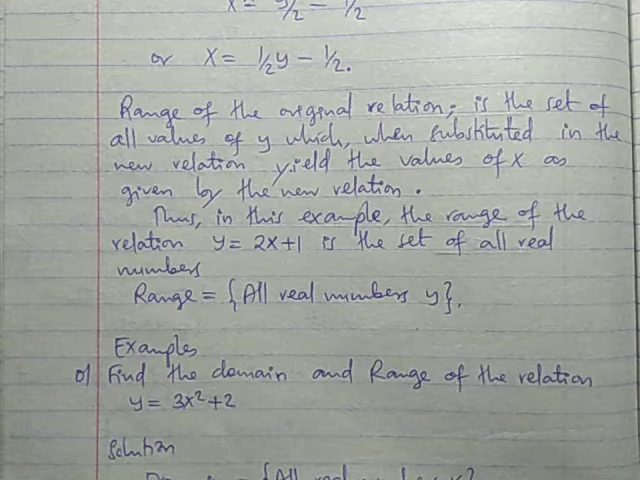 X = y/2 - 1/2
or X = 1/2y - 1/2.
Range of the original relation; is the set of
all values of y which, when substituted in the
new relation yield the values of x as
given by the new relation.
Thus, in this example, the range of the
relation y = 2x+1 is the set of all real
numbers
Range = {All real numbers y}.
Examples
01 Find the domain and Range of the relation
y = 3x²+2
Solution